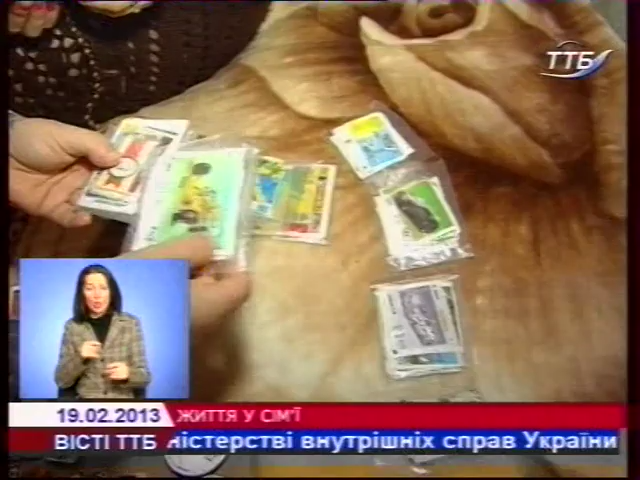 ТТБ
19.02.2013 ЖИТТЯ У СІМ'Ї
ВІСТІ ТТБ ністерстві внутрішніх справ України